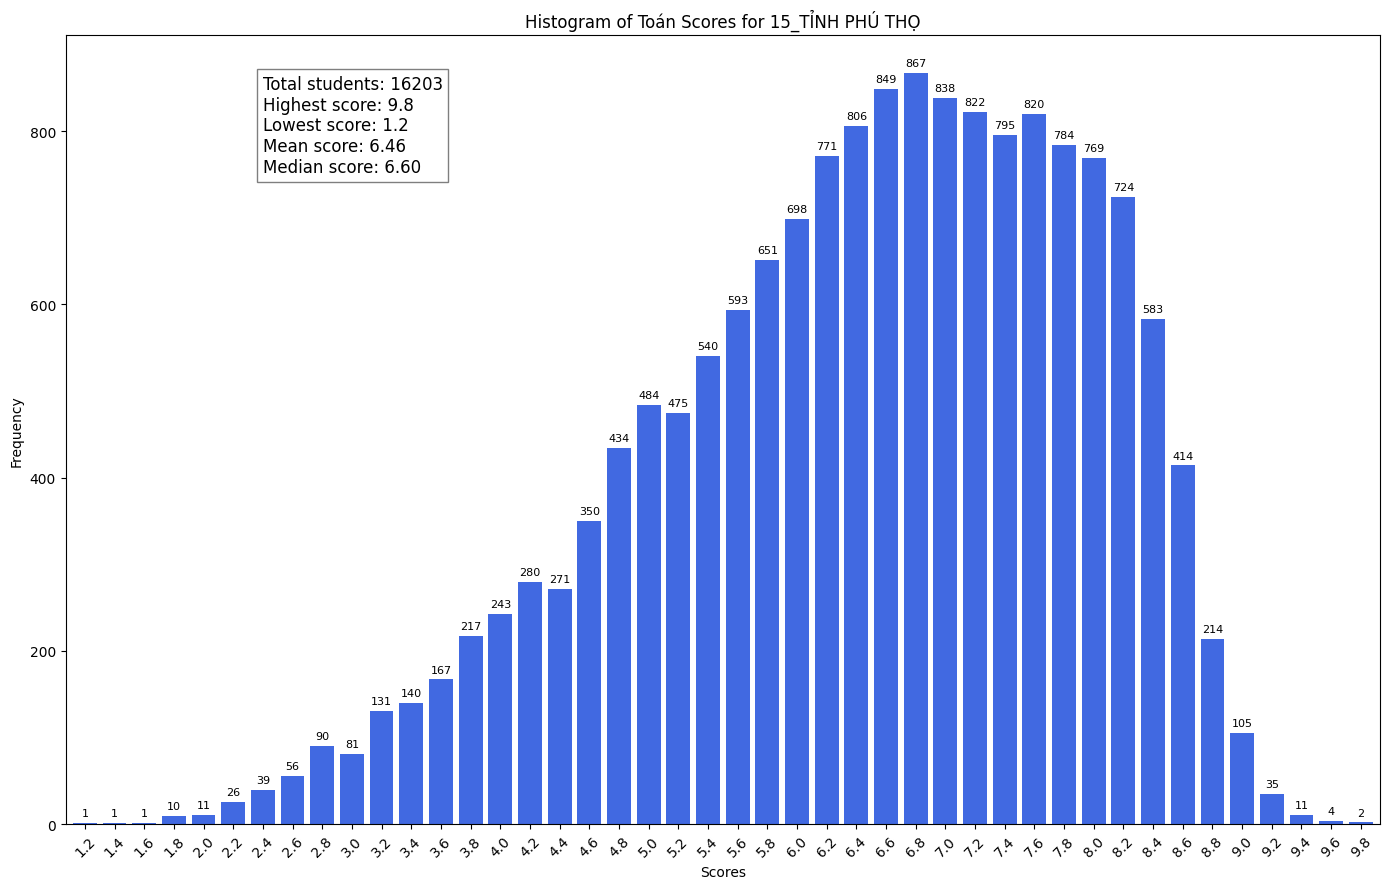 Histogram of Toán Scores for 15_TỈNH PHÚ THỌ
Total students: 16203
Highest score: 9.8
Lowest score: 1.2
Mean score: 6.46
Median score: 6.60
Frequency
800
600
400
200
0
1 1 1 10 11 26 39 56 90 81 131 140 167 217 243 280 271 350 434 484 475 540 593 651 698 771 806 849 867 838 822 795 820 784 769 724 583 414 214 105 35 11 4 2
1.2 1.4 1.6 1.8 2.0 2.2 2.4 2.6 2.8 3.0 3.2 3.4 3.6 3.8 4.0 4.2 4.4 4.6 4.8 5.0 5.2 5.4 5.6 5.8 6.0 6.2 6.4 6.6 6.8 7.0 7.2 7.4 7.6 7.8 8.0 8.2 8.4 8.6 8.8 9.0 9.2 9.4 9.6 9.8
Scores